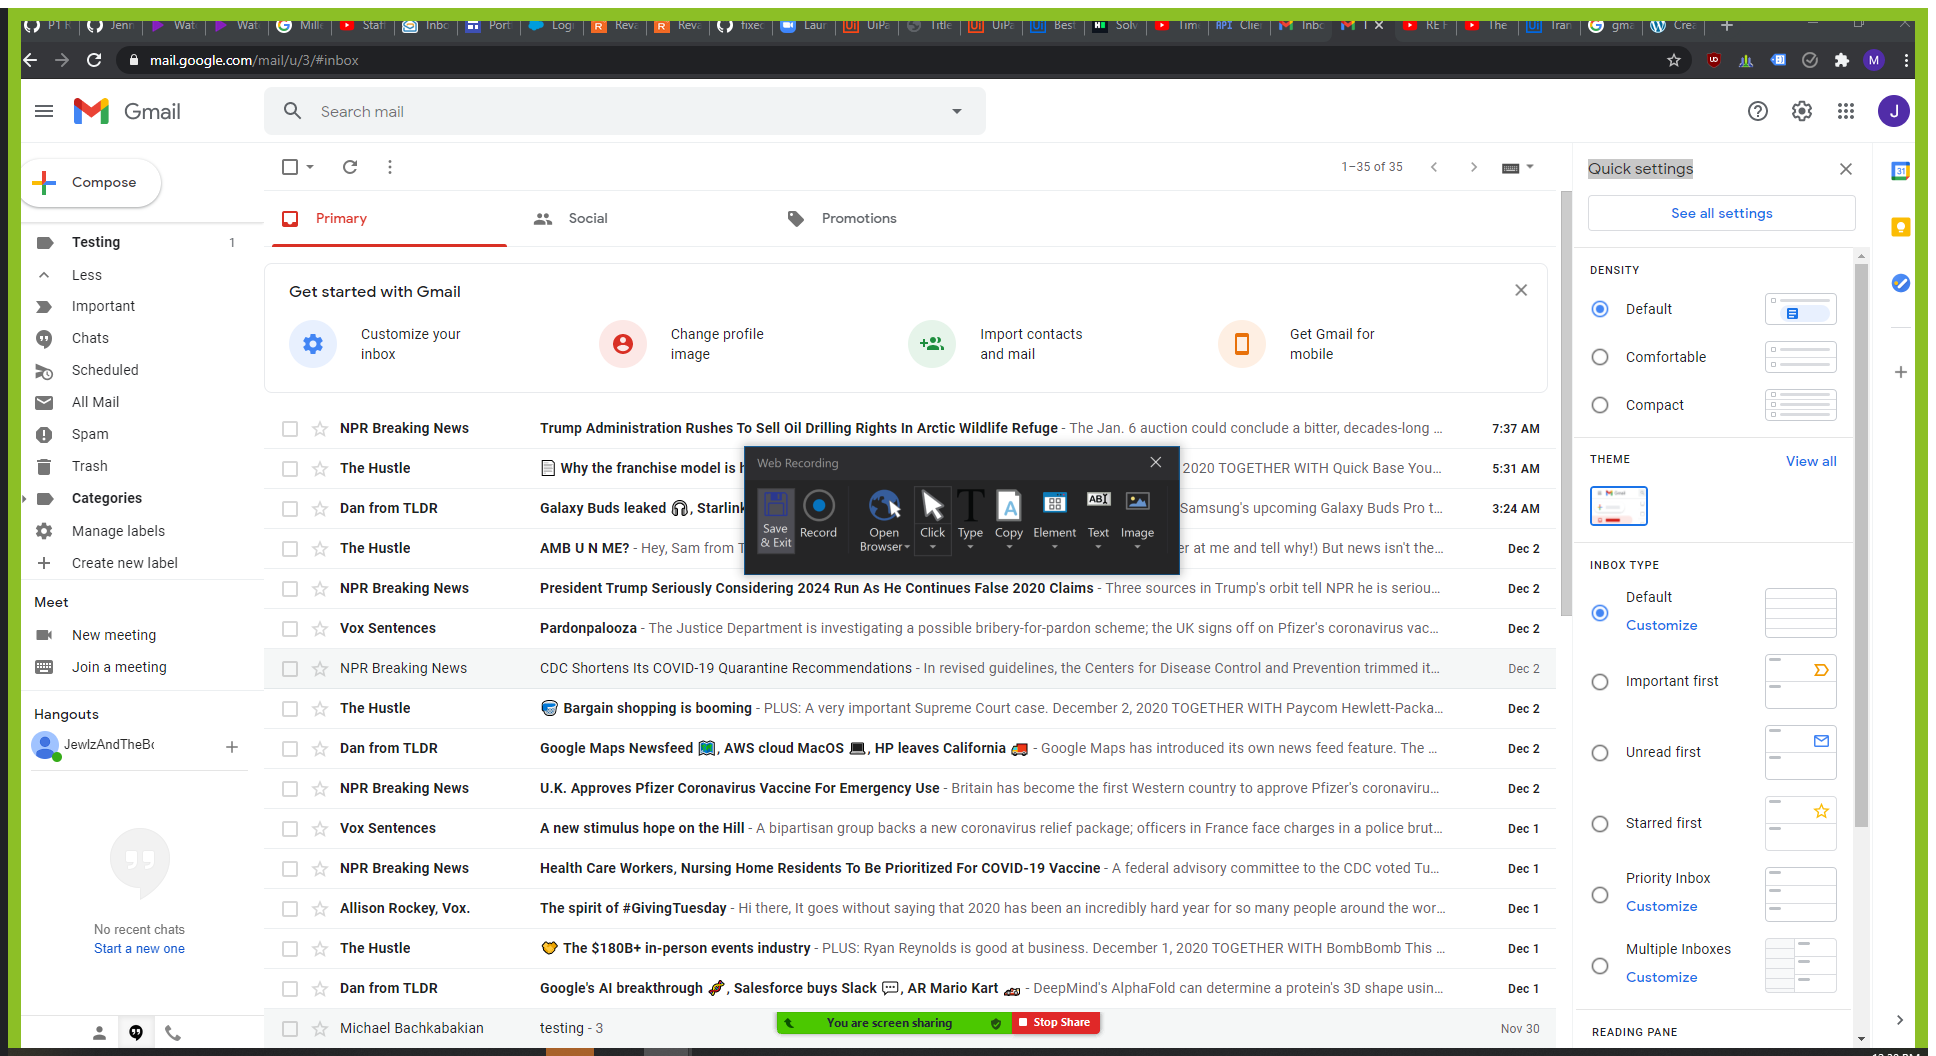 P1 F
Jenn
Wat
Wat
Mille
Staf
Inbo
Port
Log
Reva
Reva
fixed
Laun
UiPa
Title
UiPa
Best
Solv
Time
API Clie
Inbo
RET
The
Tran
gma
Crea
mail.google.com/mail/u/3/#inbox
M
Gmail
Search mail
J
Compose
1–35 of 35
Quick settings
See all settings
Primary
Social
Promotions
Testing 1
Less
Important
Chats
Scheduled
All Mail
Spam
Trash
Categories
Manage labels
Create new label
Meet
New meeting
Join a meeting
Hangouts
JewlzAndTheBo
No recent chats
Start a new one
Get started with Gmail
Customize your
inbox
Change profile
image
Import contacts
and mail
Get Gmail for
mobile
NPR Breaking News Trump Administration Rushes To Sell Oil Drilling Rights In Arctic Wildlife Refuge - The Jan. 6 auction could conclude a bitter, decades-long ... 7:37 AM
The Hustle Why the franchise model is h 2020 TOGETHER WITH Quick Base You... 5:31 AM
Dan from TLDR Galaxy Buds leaked 🎧, Starlink Samsung's upcoming Galaxy Buds Pro t... 3:24 AM
The Hustle AMB U N ME? - Hey, Sam from T er at me and tell why!) But news isn't the... Dec 2
NPR Breaking News President Trump Seriously Considering 2024 Run As He Continues False 2020 Claims - Three sources in Trump's orbit tell NPR he is seriou... Dec 2
Vox Sentences Pardonpalooza - The Justice Department is investigating a possible bribery-for-pardon scheme; the UK signs off on Pfizer's coronavirus vac... Dec 2
NPR Breaking News CDC Shortens Its COVID-19 Quarantine Recommendations - In revised guidelines, the Centers for Disease Control and Prevention trimmed it... Dec 2
The Hustle Bargain shopping is booming - PLUS: A very important Supreme Court case. December 2, 2020 TOGETHER WITH Paycom Hewlett-Packa... Dec 2
Dan from TLDR Google Maps Newsfeed 🗺️, AWS cloud MacOS 💻, HP leaves California 🚚 - Google Maps has introduced its own news feed feature. The ... Dec 2
NPR Breaking News U.K. Approves Pfizer Coronavirus Vaccine For Emergency Use - Britain has become the first Western country to approve Pfizer's coronaviru... Dec 2
Vox Sentences A new stimulus hope on the Hill - A bipartisan group backs a new coronavirus relief package; officers in France face charges in a police brut... Dec 1
NPR Breaking News Health Care Workers, Nursing Home Residents To Be Prioritized For COVID-19 Vaccine - A federal advisory committee to the CDC voted Tu... Dec 1
Allison Rockey, Vox. The spirit of #GivingTuesday - Hi there, It goes without saying that 2020 has been an incredibly hard year for so many people around the wor... Dec 1
The Hustle The $180B+ in-person events industry - PLUS: Ryan Reynolds is good at business. December 1, 2020 TOGETHER WITH BombBomb This ... Dec 1
Dan from TLDR Google's AI breakthrough 🧬, Salesforce buys Slack 💬, AR Mario Kart 🏎️ - DeepMind's AlphaFold can determine a protein's 3D shape usin... Dec 1
Michael Bachkabakian testing - 3 Nov 30
Web Recording
Save
& Exit
Record
Open
Browser
Click
Type
Copy
Element
Text
Image
You are screen sharing
Stop Share
DENSITY
Default
Comfortable
Compact
THEME
View all
INBOX TYPE
Default
Customize
Important first
Unread first
Starred first
Priority Inbox
Customize
Multiple Inboxes
Customize
READING PANE
31